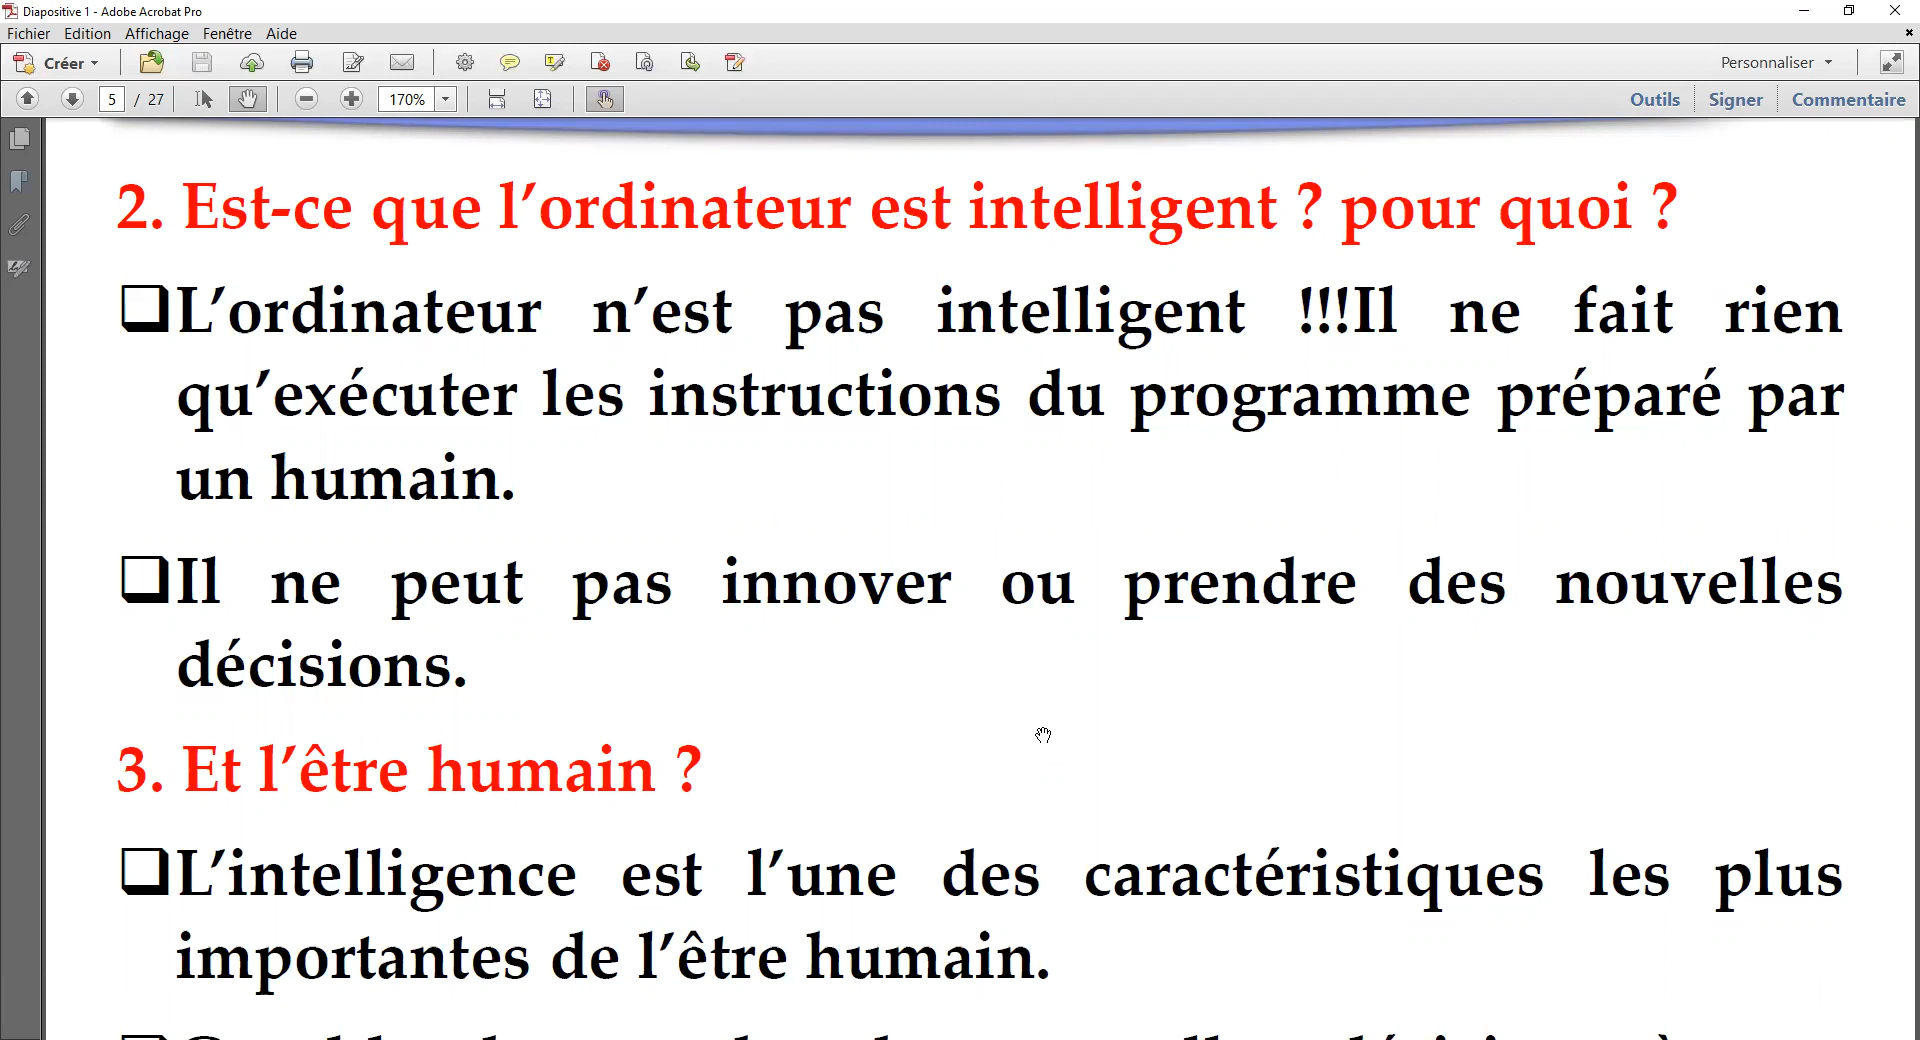 Diapositive 1 - Adobe Acrobat Pro
Fichier Edition Affichage Fenêtre Aide
Créer Personnaliser
5 / 27 170% Outils Signer Commentaire
2. Est-ce que l’ordinateur est intelligent ? pour quoi ?
L’ordinateur n’est pas intelligent !!!Il ne fait rien
qu’exécuter les instructions du programme préparé par
un humain.
Il ne peut pas innover ou prendre des nouvelles
décisions.
3. Et l’être humain ?
L’intelligence est l’une des caractéristiques les plus
importantes de l’être humain.